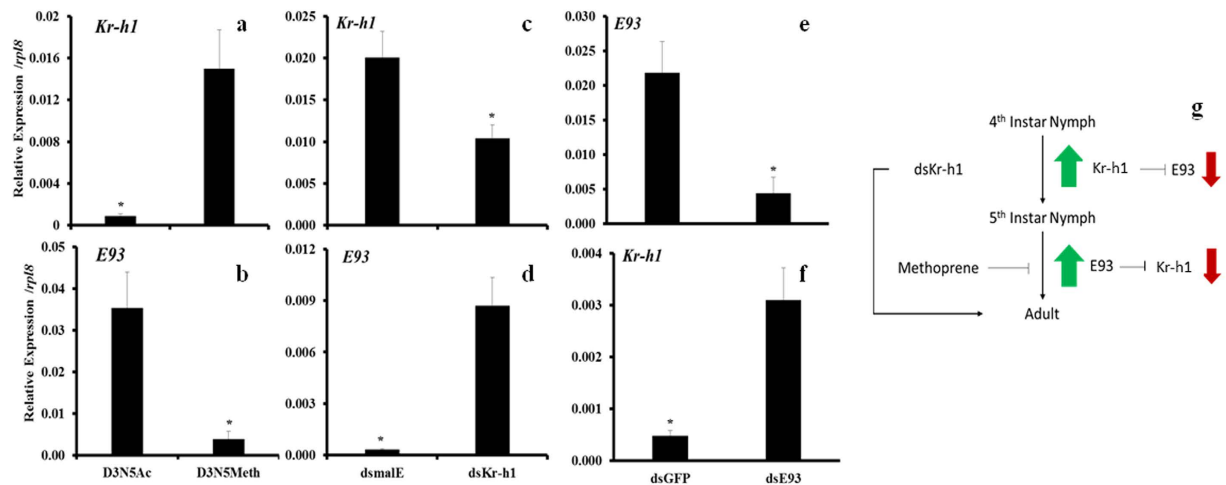 Kr-h1
a
Relative Expression /rpl8
0.02
0.016
0.012
0.008
0.004
0
*
E93
b
Relative Expression /rpl8
0.05
0.04
0.03
0.02
0.01
0.00
*
D3N5Ac D3N5Meth
Kr-h1
c
0.025
0.020
0.015
0.010
0.005
0.000
*
E93
d
0.012
0.009
0.006
0.003
0.000
*
dsmalE dsKr-h1
E93
e
0.030
0.025
0.020
0.015
0.010
0.005
0.000
*
Kr-h1
f
0.004
0.003
0.002
0.001
0.000
*
dsGFP dsE93
g
4th Instar Nymph
dsKr-h1
Kr-h1 E93
5th Instar Nymph
Methoprene
E93 Kr-h1
Adult